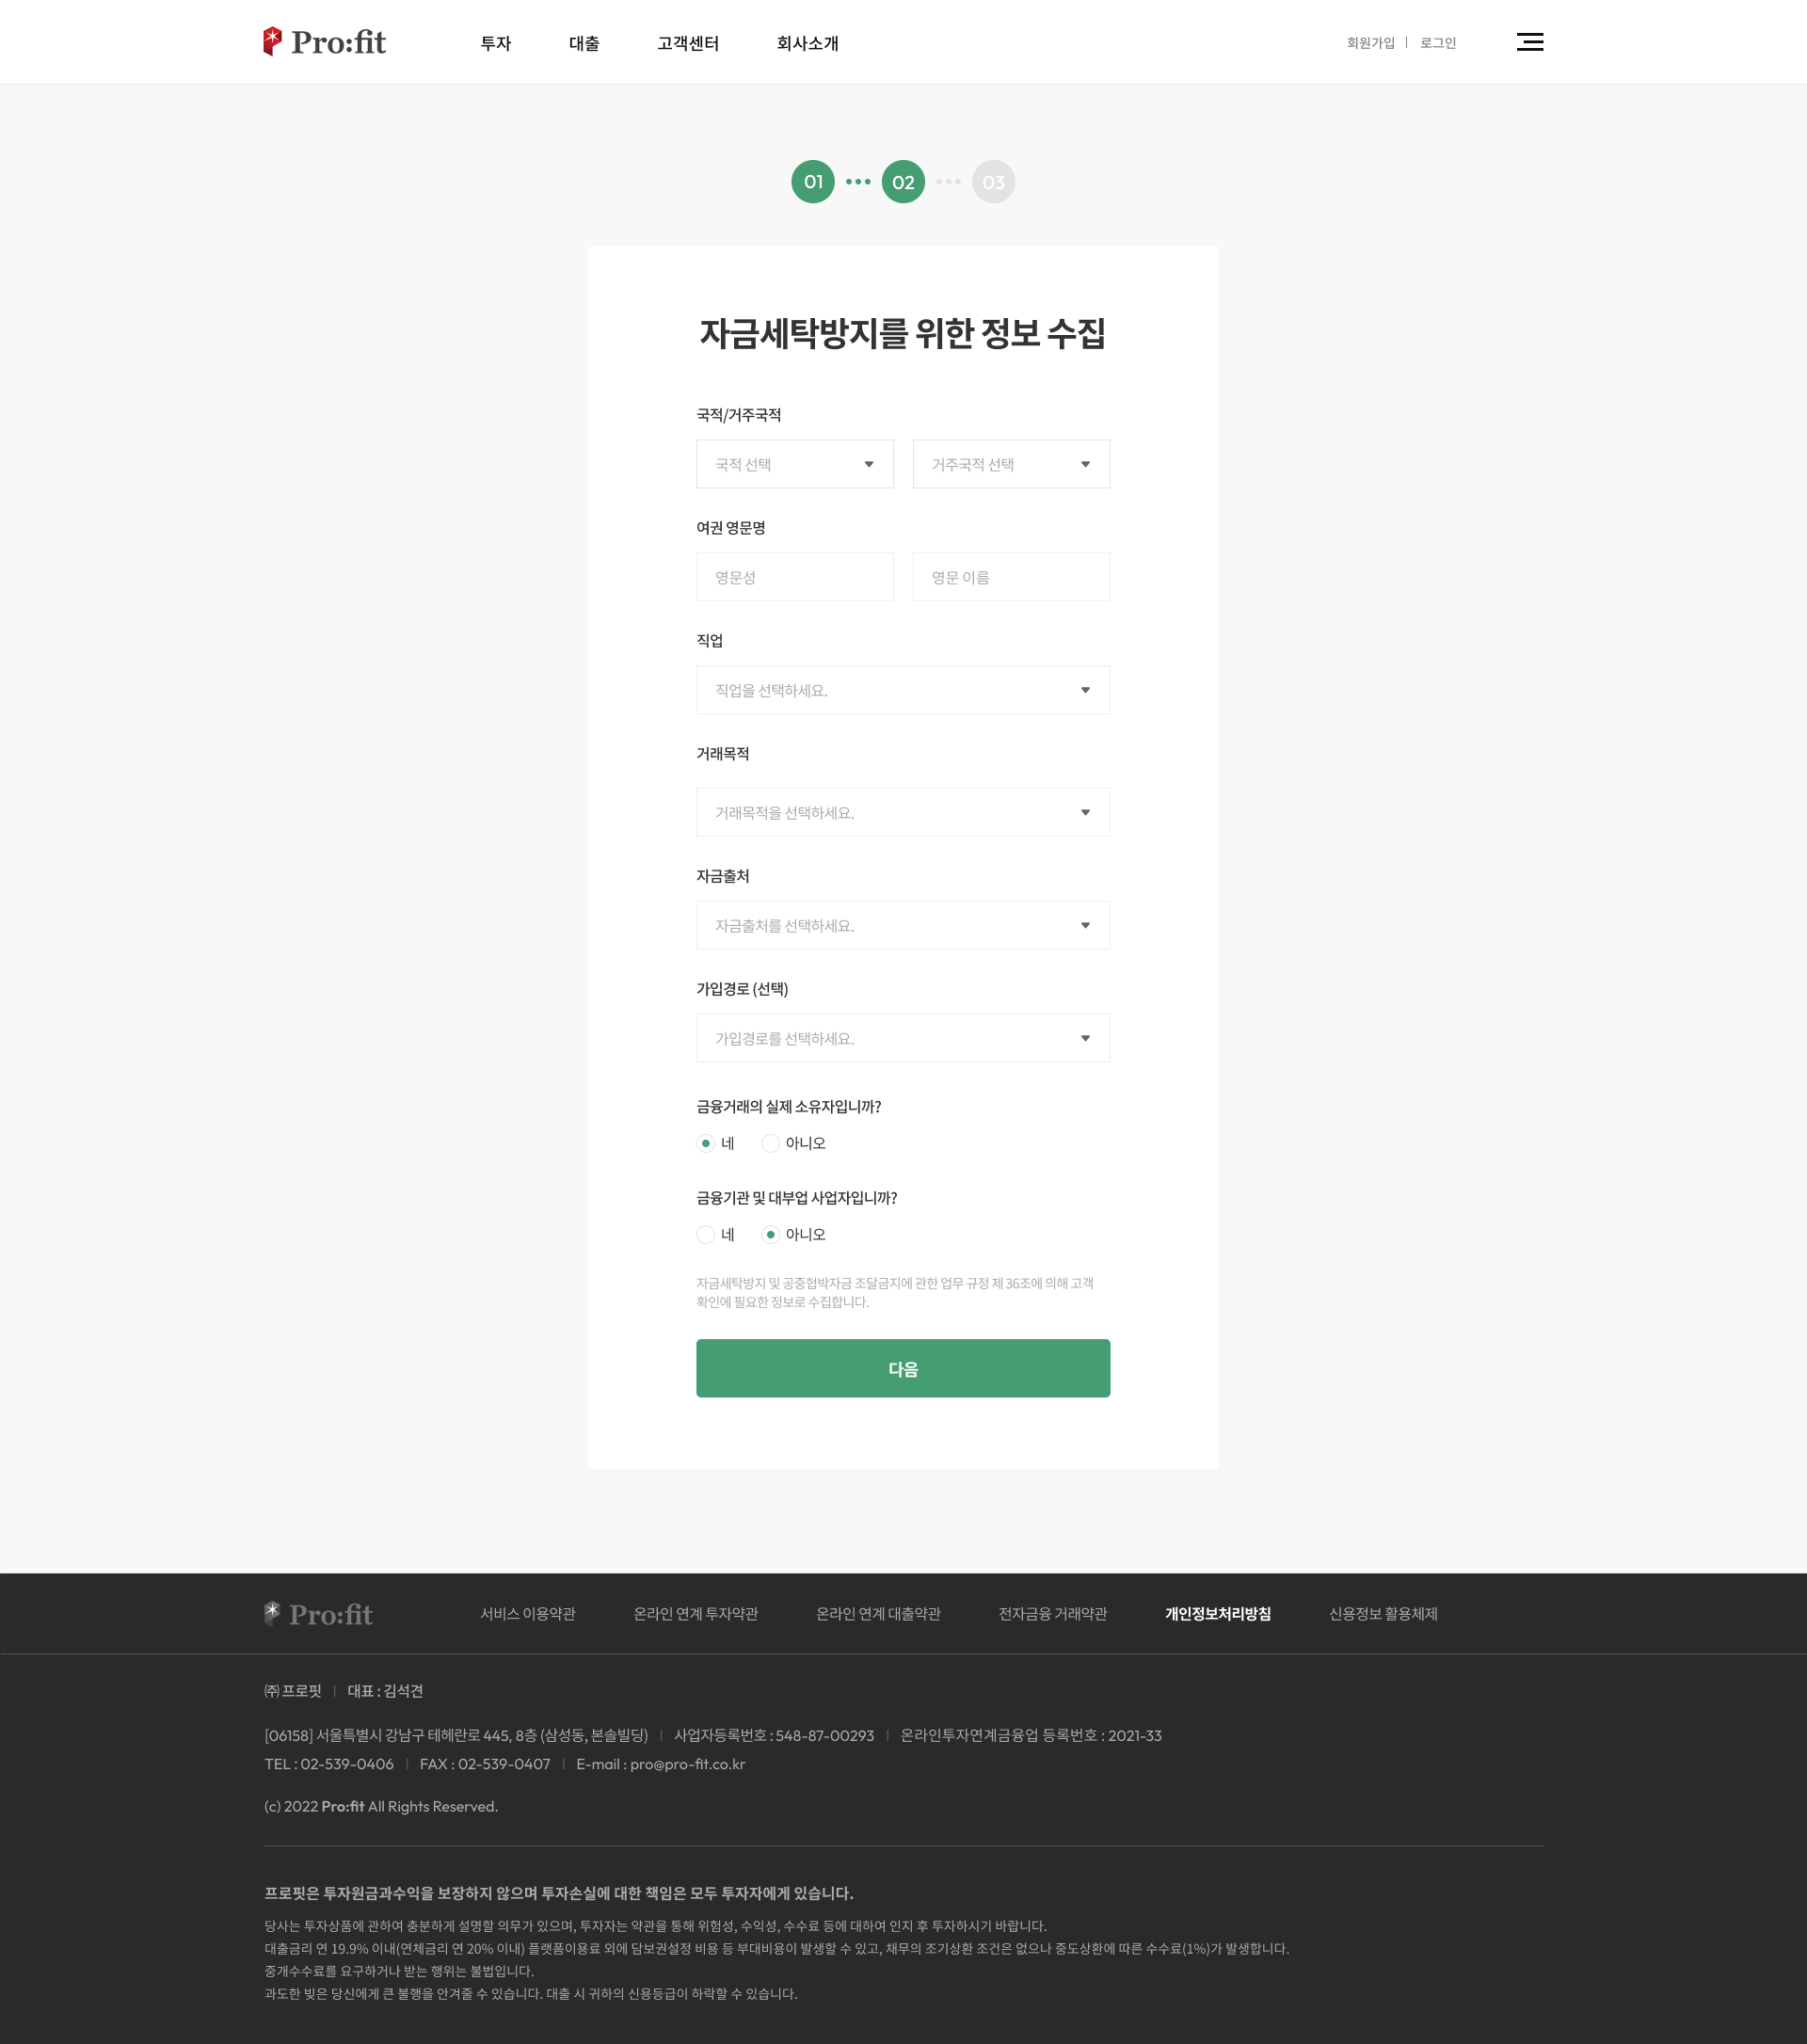 Pro:fit 투자 대출 고객센터 회사소개 회원가입 | 로그인
01 ••• 02 ••• 03
자금세탁방지를 위한 정보 수집
국적/거주국적
국적 선택 거주국적 선택
여권 영문명
영문성 영문 이름
직업
직업을 선택하세요.
거래목적
거래목적을 선택하세요.
자금출처
자금출처를 선택하세요.
가입경로 (선택)
가입경로를 선택하세요.
금융거래의 실제 소유자입니까?
네 아니오
금융기관 및 대부업 사업자입니까?
네 아니오
자금세탁방지 및 공중협박자금 조달금지에 관한 업무 규정 제 36조에 의해 고객
확인에 필요한 정보로 수집합니다.
다음
Pro:fit 서비스 이용약관 온라인 연계 투자약관 온라인 연계 대출약관 전자금융 거래약관 개인정보처리방침 신용정보 활용체제
㈜ 프로핏 | 대표 : 김석견
[06158] 서울특별시 강남구 테헤란로 445, 8층 (삼성동, 본솔빌딩) | 사업자등록번호 : 548-87-00293 | 온라인투자연계금융업 등록번호 : 2021-33
TEL : 02-539-0406 | FAX : 02-539-0407 | E-mail : pro@pro-fit.co.kr
(c) 2022 Pro:fit All Rights Reserved.
프로핏은 투자원금과수익을 보장하지 않으며 투자손실에 대한 책임은 모두 투자자에게 있습니다.
당사는 투자상품에 관하여 충분하게 설명할 의무가 있으며, 투자자는 약관을 통해 위험성, 수익성, 수수료 등에 대하여 인지 후 투자하시기 바랍니다.
대출금리 연 19.9% 이내(연체금리 연 20% 이내) 플랫폼이용료 외에 담보권설정 비용 등 부대비용이 발생할 수 있고, 채무의 조기상환 조건은 없으나 중도상환에 따른 수수료(1%)가 발생합니다.
중개수수료를 요구하거나 받는 행위는 불법입니다.
과도한 빚은 당신에게 큰 불행을 안겨줄 수 있습니다. 대출 시 귀하의 신용등급이 하락할 수 있습니다.